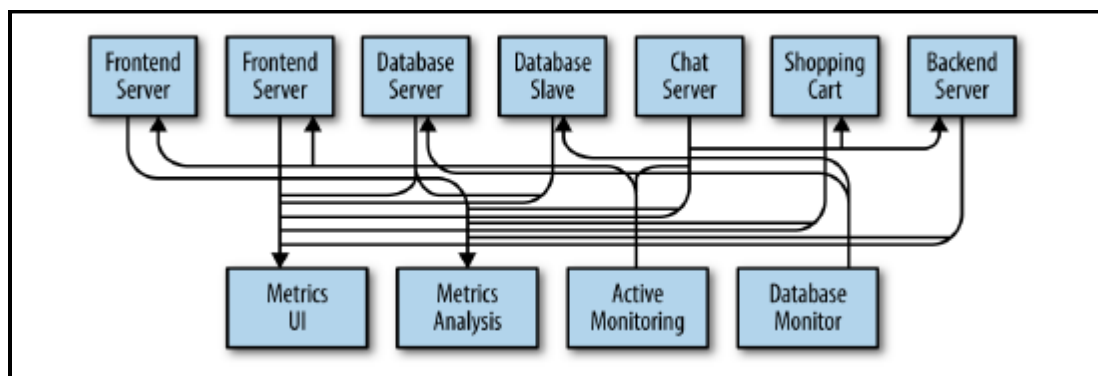 Frontend
Server
Frontend
Server
Database
Server
Database
Slave
Chat
Server
Shopping
Cart
Backend
Server
Metrics
UI
Metrics
Analysis
Active
Monitoring
Database
Monitor